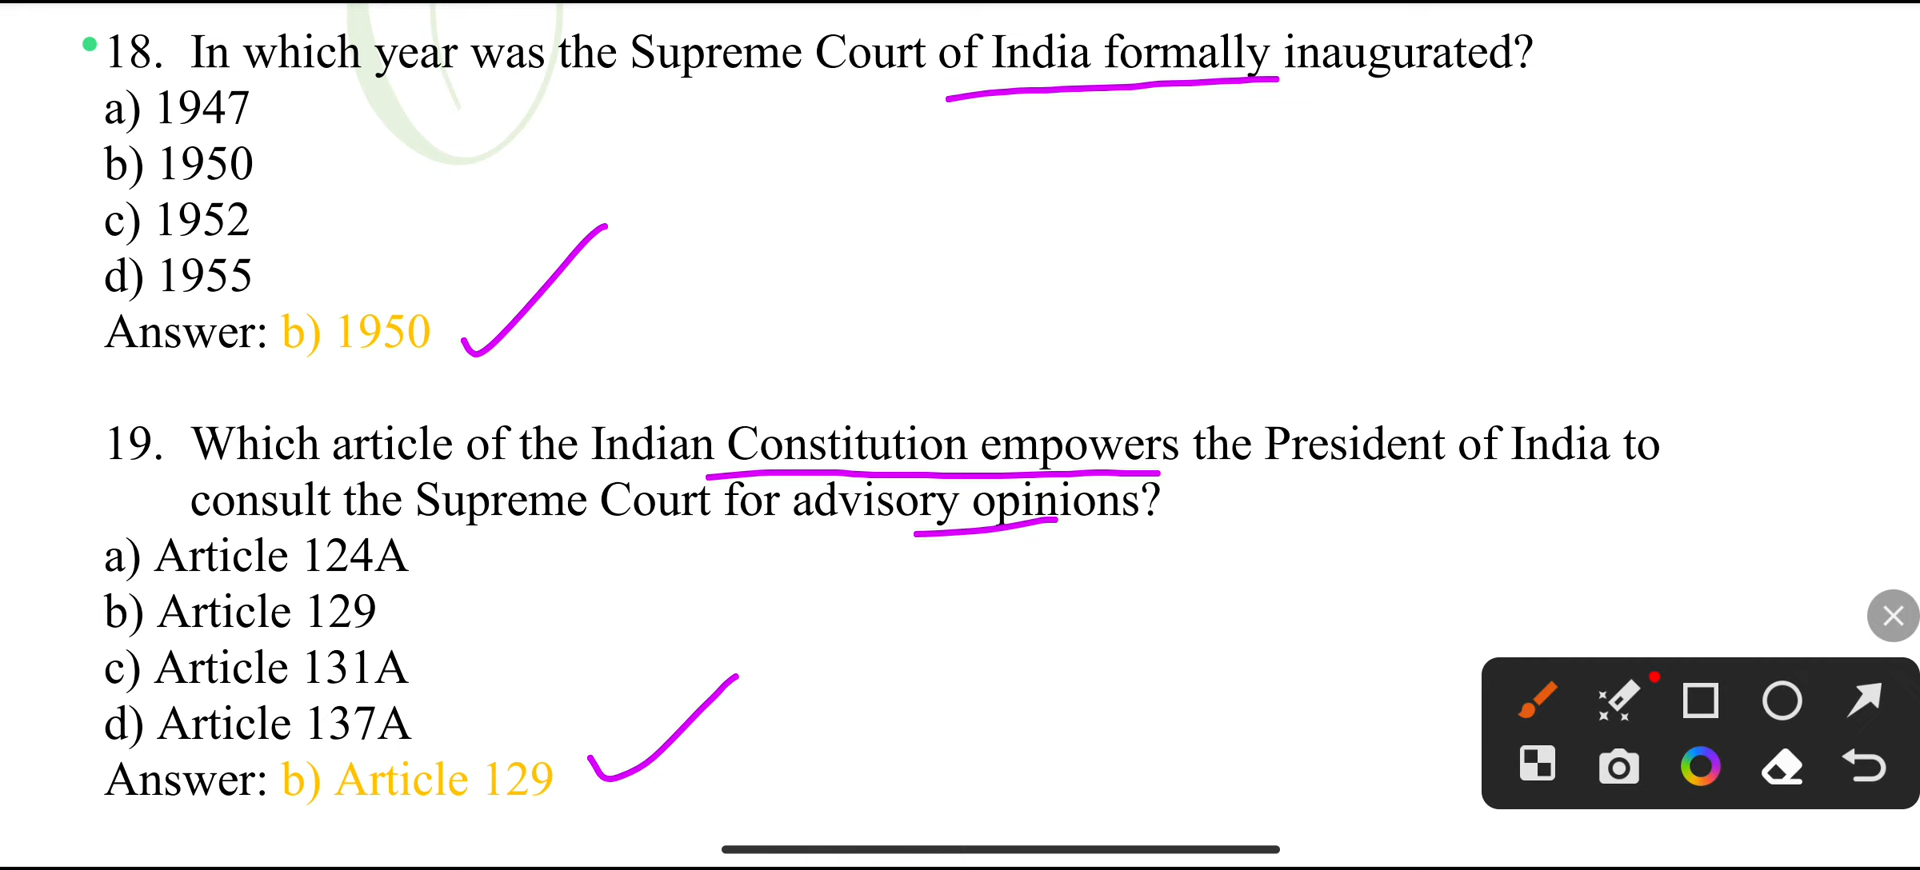 18. In which year was the Supreme Court of India formally inaugurated?
a) 1947
b) 1950
c) 1952
d) 1955
Answer: b) 1950
19. Which article of the Indian Constitution empowers the President of India to
consult the Supreme Court for advisory opinions?
a) Article 124A
b) Article 129
c) Article 131A
d) Article 137A
Answer: b) Article 129